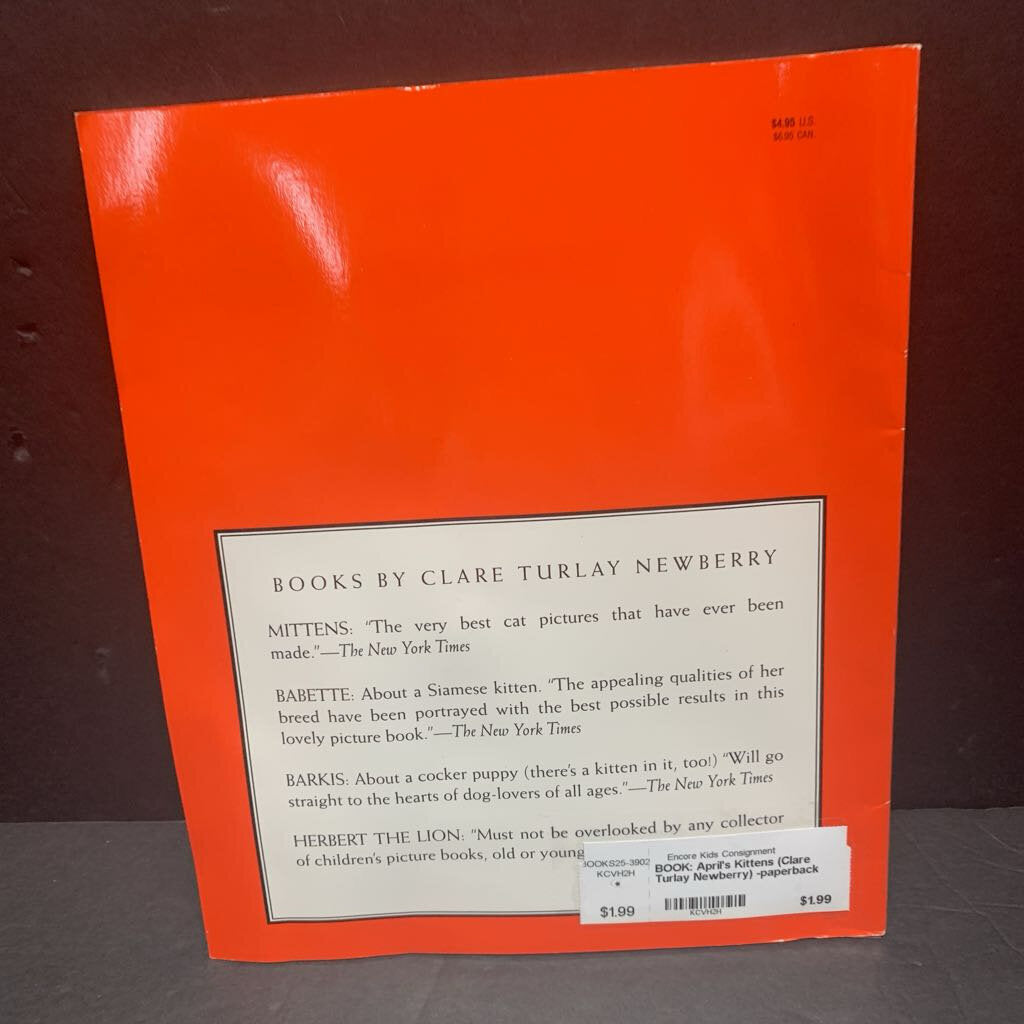 $4.95 U.S.
$6.95 CAN.
BOOKS BY CLARE TURLAY NEWBERRY
MITTENS: "The very best cat pictures that have ever been
made."—The New York Times
BABETTE: About a Siamese kitten. "The appealing qualities of her
breed have been portrayed with the best possible results in this
lovely picture book."—The New York Times
BARKIS: About a cocker puppy (there's a kitten in it, too!) "Will go
straight to the hearts of dog-lovers of all ages."—The New York Times
HERBERT THE LION: "Must not be overlooked by any collector
of children's picture books, old or young
OOKS25-3902
KCVH2H
*
$1.99
Encore Kids Consignment
BOOK: April's Kittens (Clare
Turlay Newberry) -paperback
KCVH2H
$1.99